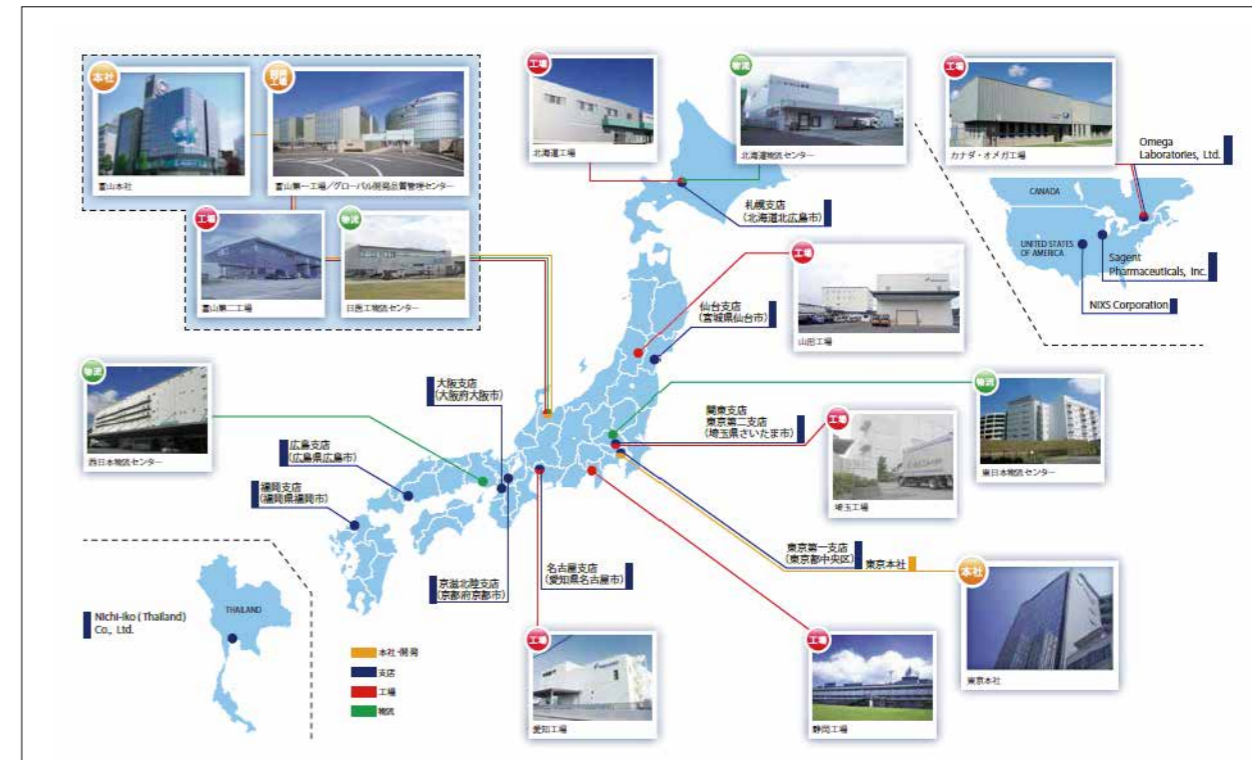 本社
富山本社
開発
工場
富山第一工場/グローバル開発品質管理センター
工場
富山第二工場
物流
日医工物流センター
工場
北海道工場
物流
北海道物流センター
札幌支店
(北海道北広島市)
工場
カナダ・オメガ工場
Omega
Laboratories, Ltd.
CANADA
UNITED STATES
OF AMERICA
Sagent
Pharmaceuticals, Inc.
NIXS Corporation
工場
山形工場
仙台支店
(宮城県仙台市)
物流
西日本物流センター
大阪支店
(大阪府大阪市)
広島支店
(広島県広島市)
福岡支店
(福岡県福岡市)
関東支店
東京第二支店
(埼玉県さいたま市)
工場
埼玉工場
物流
東日本物流センター
京滋北陸支店
(京都府京都市)
名古屋支店
(愛知県名古屋市)
東京第一支店
(東京都中央区)
東京本社
本社
東京本社
Nichi-Iko (Thailand)
Co., Ltd.
THAILAND
本社・開発
支店
工場
物流
工場
愛知工場
工場
静岡工場